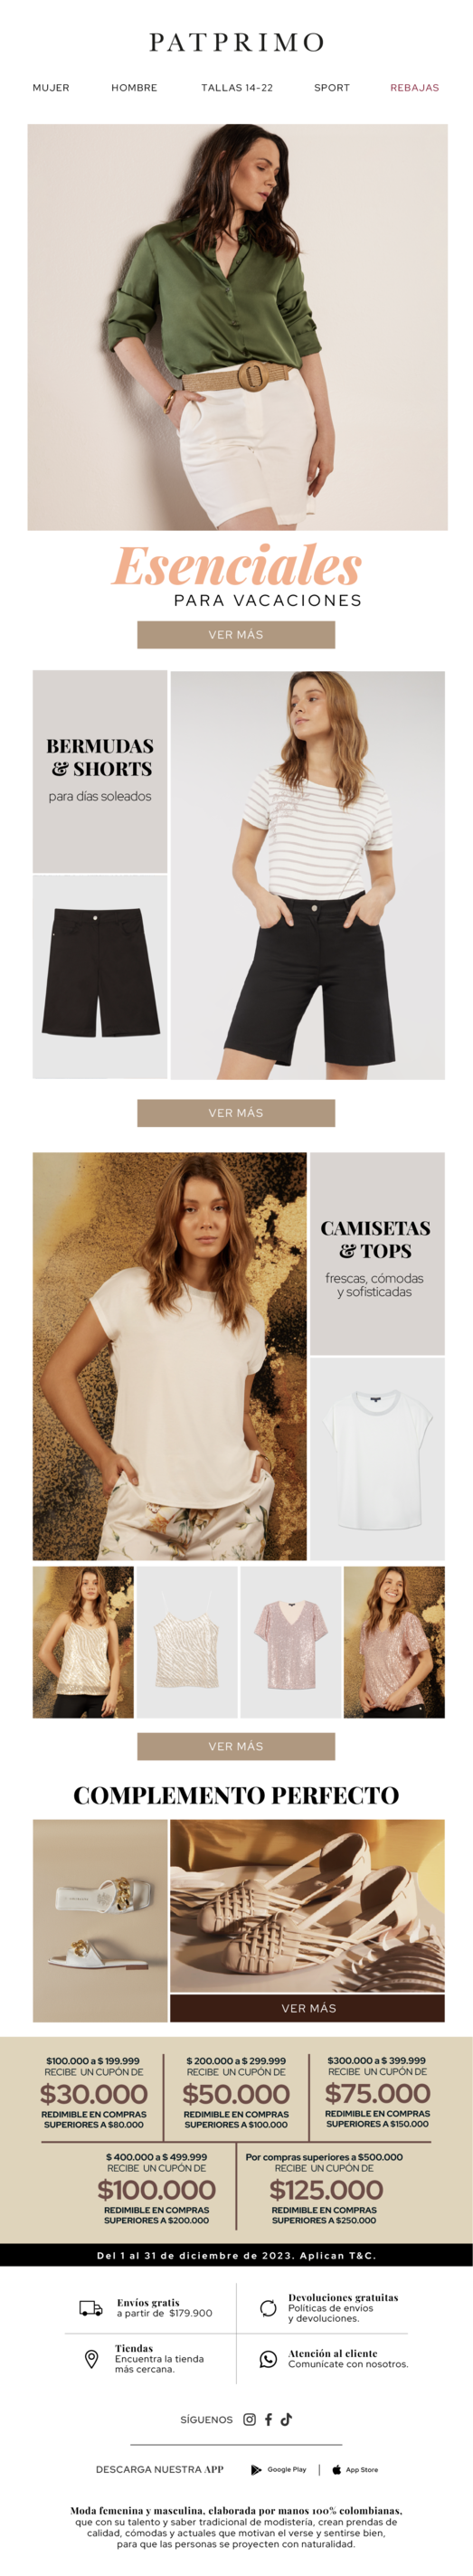 PATPRIMO
MUJER HOMBRE TALLAS 14-22 SPORT REBAJAS
Esenciales
PARA VACACIONES
VER MÁS
BERMUDAS
& SHORTS
para días soleados
VER MÁS
CAMISETAS
& TOPS
frescas, cómodas
y sofisticadas
VER MÁS
COMPLEMENTO PERFECTO
VER MÁS
$100.000 a $ 199.999
RECIBE UN CUPÓN DE
$30.000
REDIMIBLE EN COMPRAS
SUPERIORES A $80.000
$ 200.000 a $ 299.999
RECIBE UN CUPÓN DE
$50.000
REDIMIBLE EN COMPRAS
SUPERIORES A $100.000
$300.000 a $ 399.999
RECIBE UN CUPÓN DE
$75.000
REDIMIBLE EN COMPRAS
SUPERIORES A $150.000
$ 400.000 a $ 499.999
RECIBE UN CUPÓN DE
$100.000
REDIMIBLE EN COMPRAS
SUPERIORES A $200.000
Por compras superiores a $500.000
RECIBE UN CUPÓN DE
$125.000
REDIMIBLE EN COMPRAS
SUPERIORES A $250.000
Del 1 al 31 de diciembre de 2023. Aplican T&C.
Envíos gratis
a partir de $179.900
Devoluciones gratuitas
Políticas de envíos
y devoluciones.
Tiendas
Encuentra la tienda
más cercana.
Atención al cliente
Comunícate con nosotros.
SÍGUENOS
DESCARGA NUESTRA APP Google Play | App Store
Moda femenina y masculina, elaborada por manos 100% colombianas,
que con su talento y saber tradicional de modistería, crean prendas de
calidad, cómodas y actuales que motivan el verse y sentirse bien,
para que las personas se proyecten con naturalidad.